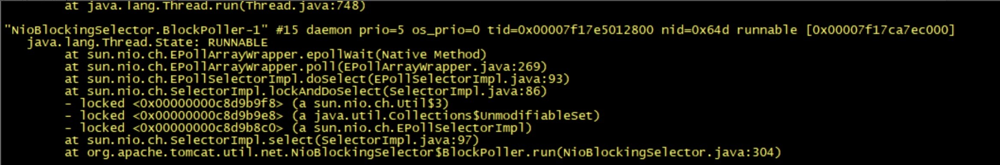 at java.lang.Thread.run(Thread.java:748)
"NioBlockingSelector.BlockPoller-1" #15 daemon prio=5 os_prio=0 tid=0x00007f17e5012800 nid=0x64d runnable [0x00007f17ca7ec000]
java.lang.Thread.State: RUNNABLE
at sun.nio.ch.EPollArrayWrapper.epollWait(Native Method)
at sun.nio.ch.EPollArrayWrapper.poll(EPollArrayWrapper.java:269)
at sun.nio.ch.EPollSelectorImpl.doSelect(EPollSelectorImpl.java:93)
at sun.nio.ch.SelectorImpl.lockAndDoSelect(SelectorImpl.java:86)
- locked <0x00000000c8d9b9f8> (a sun.nio.ch.Util$3)
- locked <0x00000000c8d9b9e8> (a java.util.Collections$UnmodifiableSet)
- locked <0x00000000c8d9b8c0> (a sun.nio.ch.EPollSelectorImpl)
at sun.nio.ch.SelectorImpl.select(SelectorImpl.java:97)
at org.apache.tomcat.util.net.NioBlockingSelector$BlockPoller.run(NioBlockingSelector.java:304)